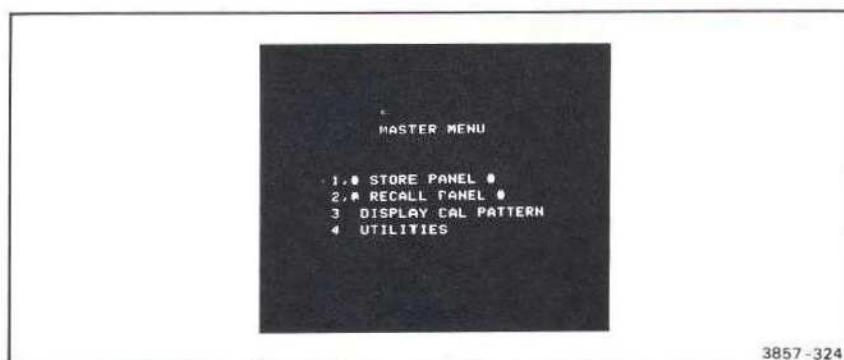 MASTER MENU
1,# STORE PANEL #
2,# RECALL PANEL #
3 DISPLAY CAL PATTERN
4 UTILITIES
3857-324